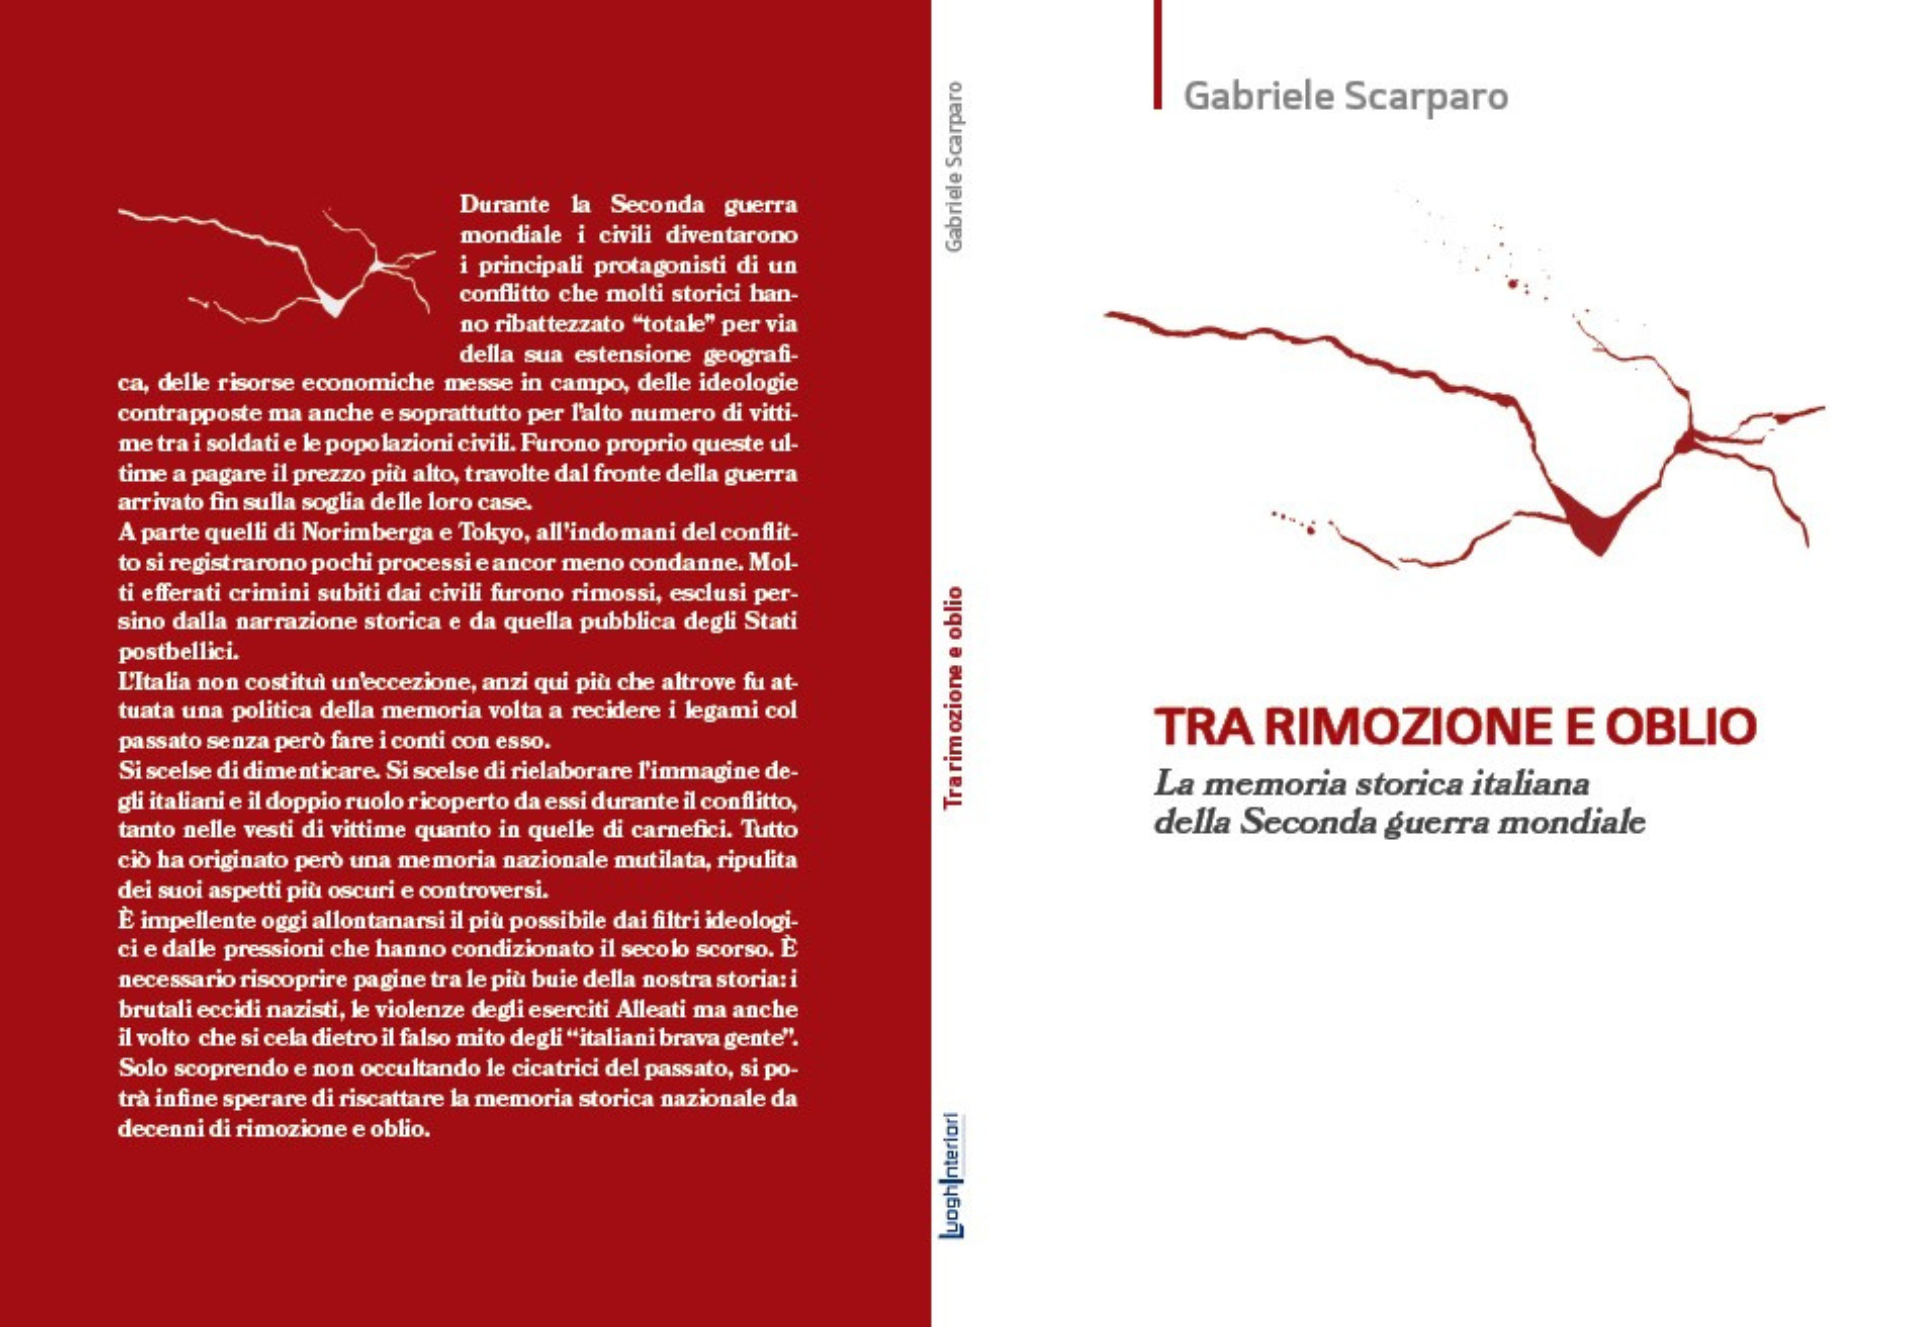 Durante la Seconda guerra
mondiale i civili diventarono
i principali protagonisti di un
conflitto che molti storici han-
no ribattezzato “totale” per via
della sua estensione geografi-
ca, delle risorse economiche messe in campo, delle ideologie
contrapposte ma anche e soprattutto per l'alto numero di vitti-
me tra i soldati e le popolazioni civili. Furono proprio queste ul-
time a pagare il prezzo più alto, travolte dal fronte della guerra
arrivato fin sulla soglia delle loro case.
A parte quelli di Norimberga e Tokyo, all'indomani del conflit-
to si registrarono pochi processi e ancor meno condanne. Mol-
ti efferati crimini subiti dai civili furono rimossi, esclusi per-
sino dalla narrazione storica e da quella pubblica degli Stati
postbellici.
L'Italia non costituì un'eccezione, anzi qui più che altrove fu at-
tuata una politica della memoria volta a recidere i legami col
passato senza però fare i conti con esso.
Si scelse di dimenticare. Si scelse di rielaborare l'immagine de-
gli italiani e il doppio ruolo ricoperto da essi durante il conflitto,
tanto nelle vesti di vittime quanto in quelle di carnefici. Tutto
ciò ha originato però una memoria nazionale mutilata, ripulita
dei suoi aspetti più oscuri e controversi.
È impellente oggi allontanarsi il più possibile dai filtri ideologi-
ci e dalle pressioni che hanno condizionato il secolo scorso. È
necessario riscoprire pagine tra le più buie della nostra storia: i
brutali eccidi nazisti, le violenze degli eserciti Alleati ma anche
il volto che si cela dietro il falso mito degli “italiani brava gente”.
Solo scoprendo e non occultando le cicatrici del passato, si po-
trà infine sperare di riscattare la memoria storica nazionale da
decenni di rimozione e oblio.
Gabriele Scarparo
Tra rimozione e oblio
LuoghInteriori
Gabriele Scarparo
TRA RIMOZIONE E OBLIO
La memoria storica italiana
della Seconda guerra mondiale